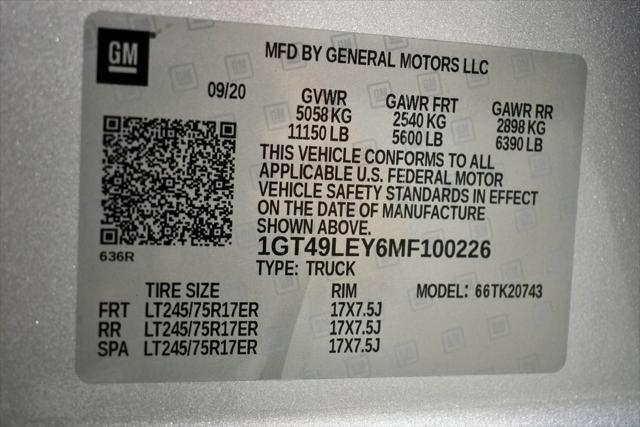 GM
MFD BY GENERAL MOTORS LLC
09/20 GVWR GAWR FRT GAWR RR
5058 KG 2540 KG 2898 KG
11150 LB 5600 LB 6390 LB
THIS VEHICLE CONFORMS TO ALL
APPLICABLE U.S. FEDERAL MOTOR
VEHICLE SAFETY STANDARDS IN EFFECT
ON THE DATE OF MANUFACTURE
SHOWN ABOVE.
636R
1GT49LEY6MF100226
TYPE: TRUCK
TIRE SIZE RIM MODEL: 66TK20743
FRT LT245/75R17ER 17X7.5J
RR LT245/75R17ER 17X7.5J
SPA LT245/75R17ER 17X7.5J